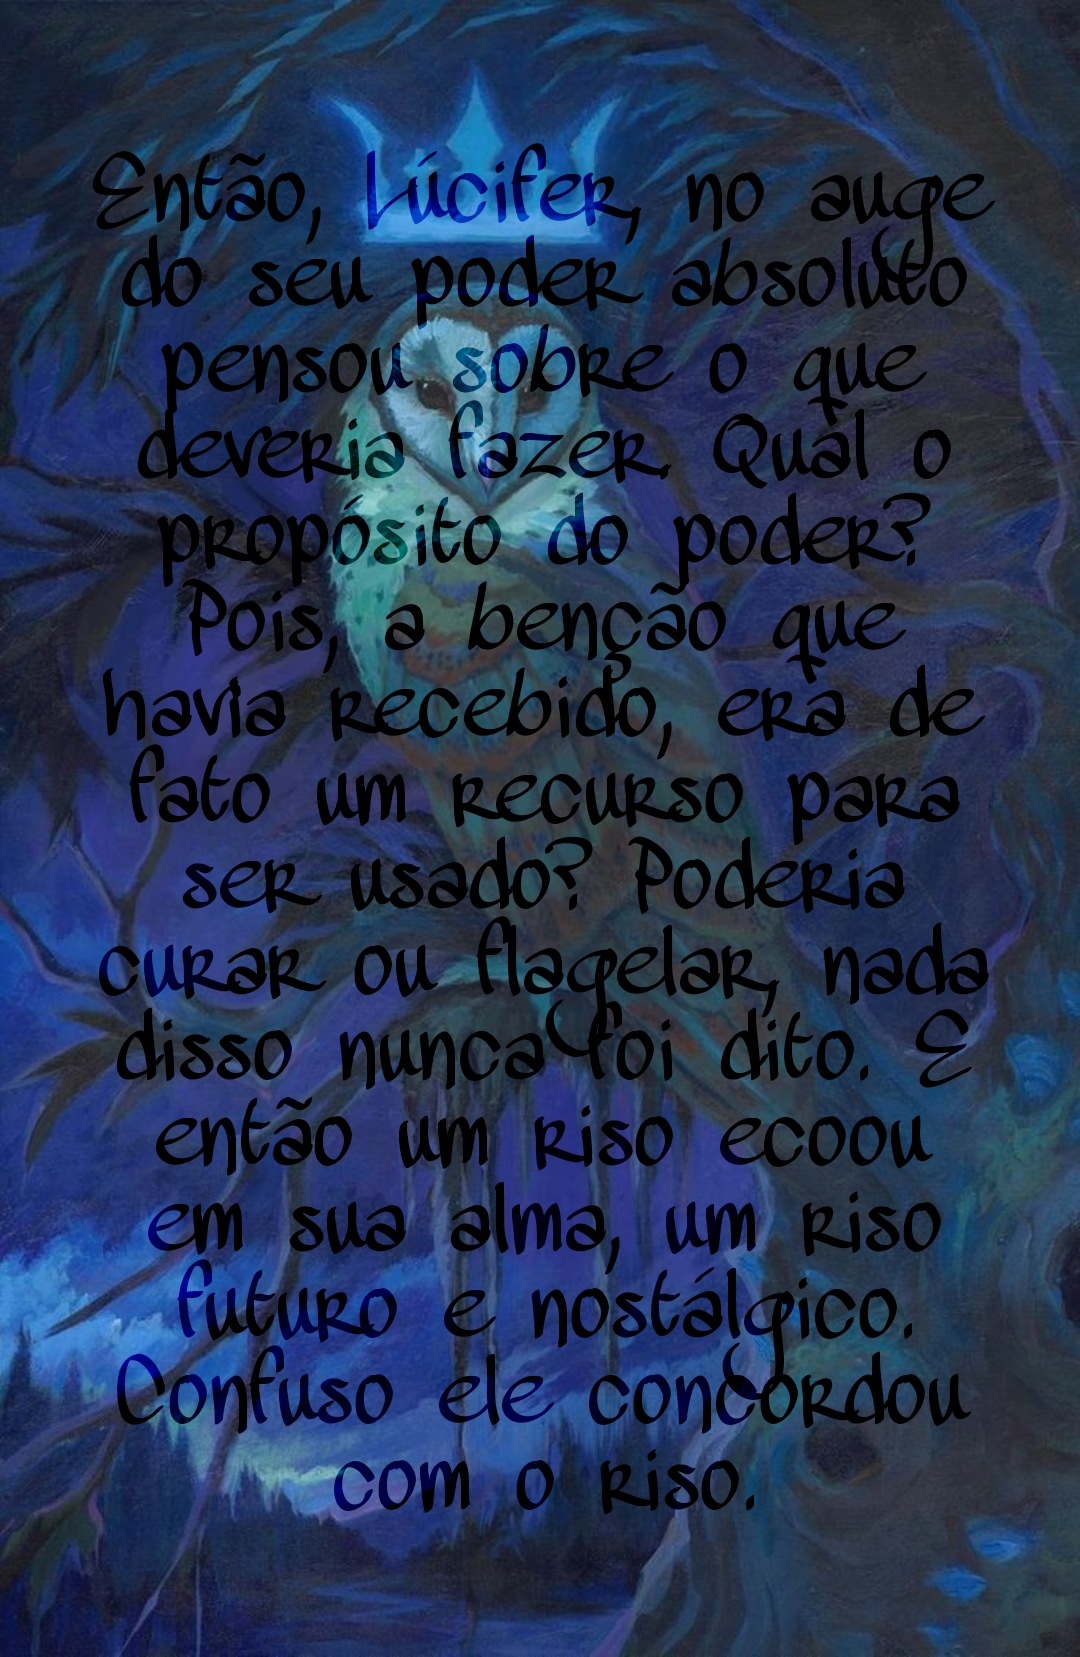 Então, Lúcifer, no auge
do seu poder absoluto
pensou sobre o que
deveria fazer. Qual o
propósito do poder?
Pois, a benção que
havia recebido, era de
fato um recurso para
ser usado? Poderia
curar ou flagelar, nada
disso nunca foi dito. E
então um riso ecoou
em sua alma, um riso
futuro e nostálgico.
Confuso ele concordou
com o riso.